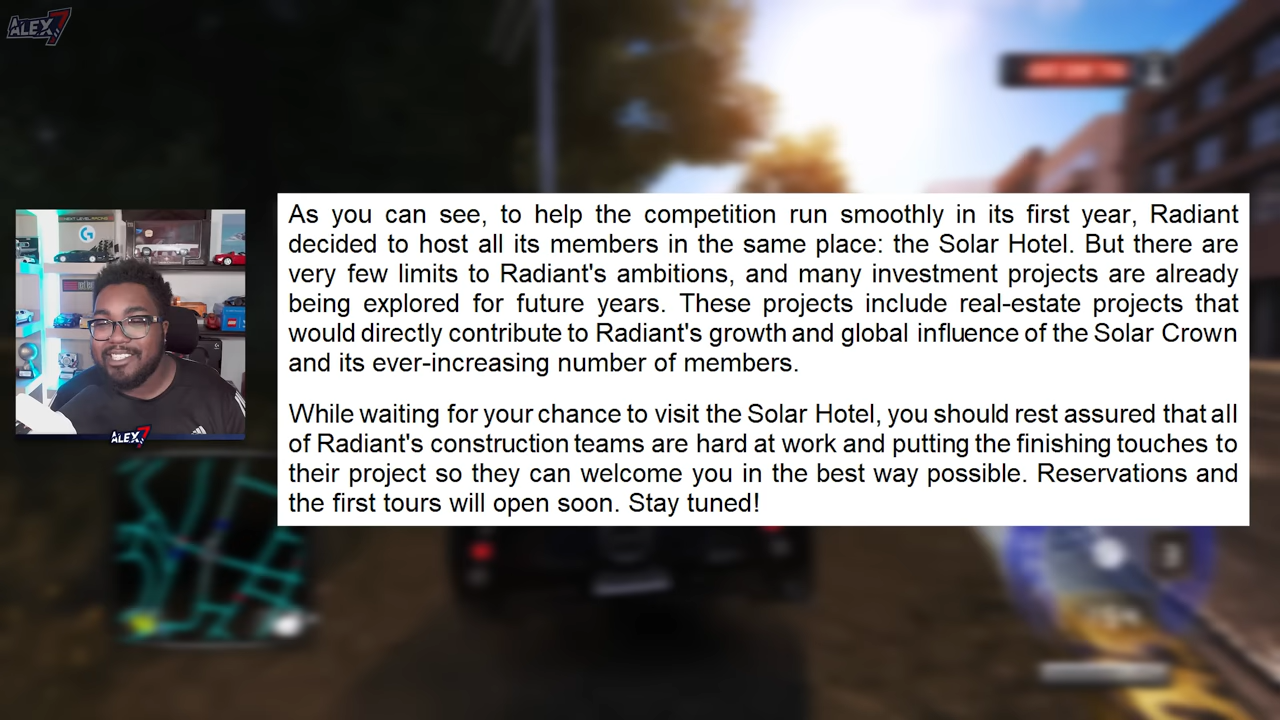 ALEX7
As you can see, to help the competition run smoothly in its first year, Radiant
decided to host all its members in the same place: the Solar Hotel. But there are
very few limits to Radiant's ambitions, and many investment projects are already
being explored for future years. These projects include real-estate projects that
would directly contribute to Radiant's growth and global influence of the Solar Crown
and its ever-increasing number of members.
While waiting for your chance to visit the Solar Hotel, you should rest assured that all
of Radiant's construction teams are hard at work and putting the finishing touches to
their project so they can welcome you in the best way possible. Reservations and
the first tours will open soon. Stay tuned!
ALEX7